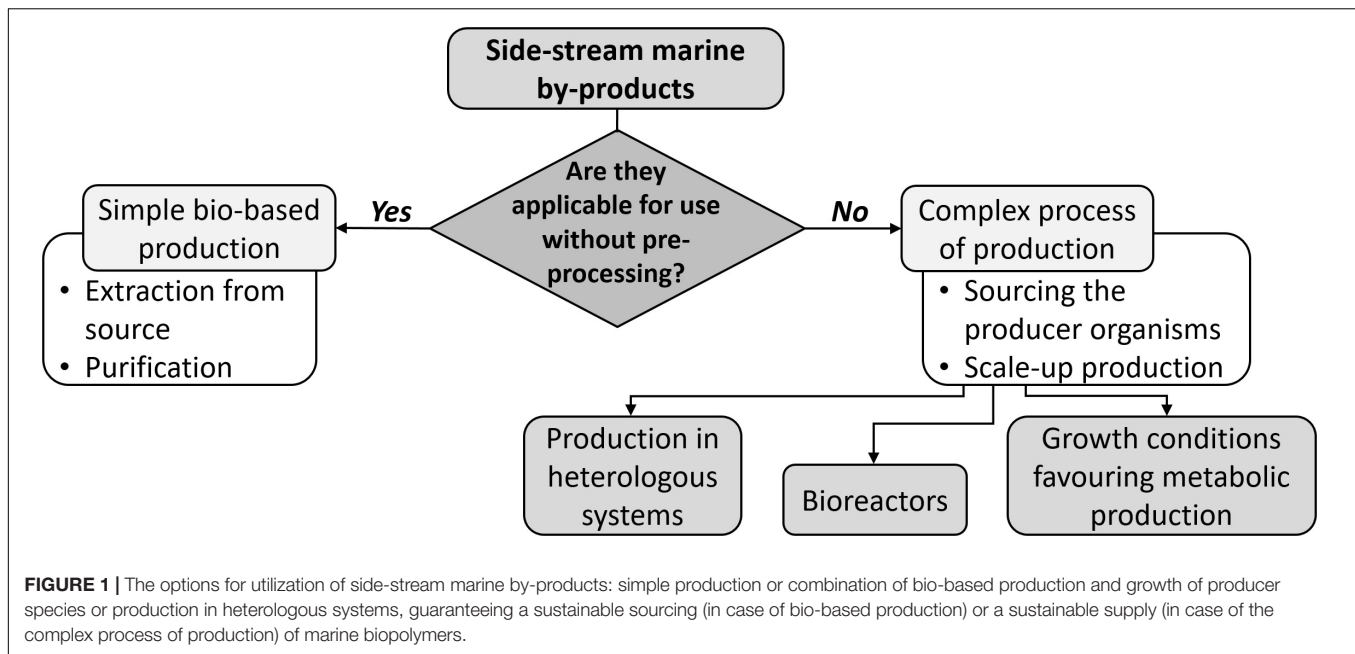 Side-stream marine
by-products
Are they
applicable for use
without pre-
processing?
Yes
No
Simple bio-based
production
• Extraction from
source
• Purification
Complex process
of production
• Sourcing the
producer organisms
• Scale-up production
Production in
heterologous
systems
Bioreactors
Growth conditions
favouring metabolic
production
FIGURE 1 | The options for utilization of side-stream marine by-products: simple production or combination of bio-based production and growth of producer
species or production in heterologous systems, guaranteeing a sustainable sourcing (in case of bio-based production) or a sustainable supply (in case of the
complex process of production) of marine biopolymers.